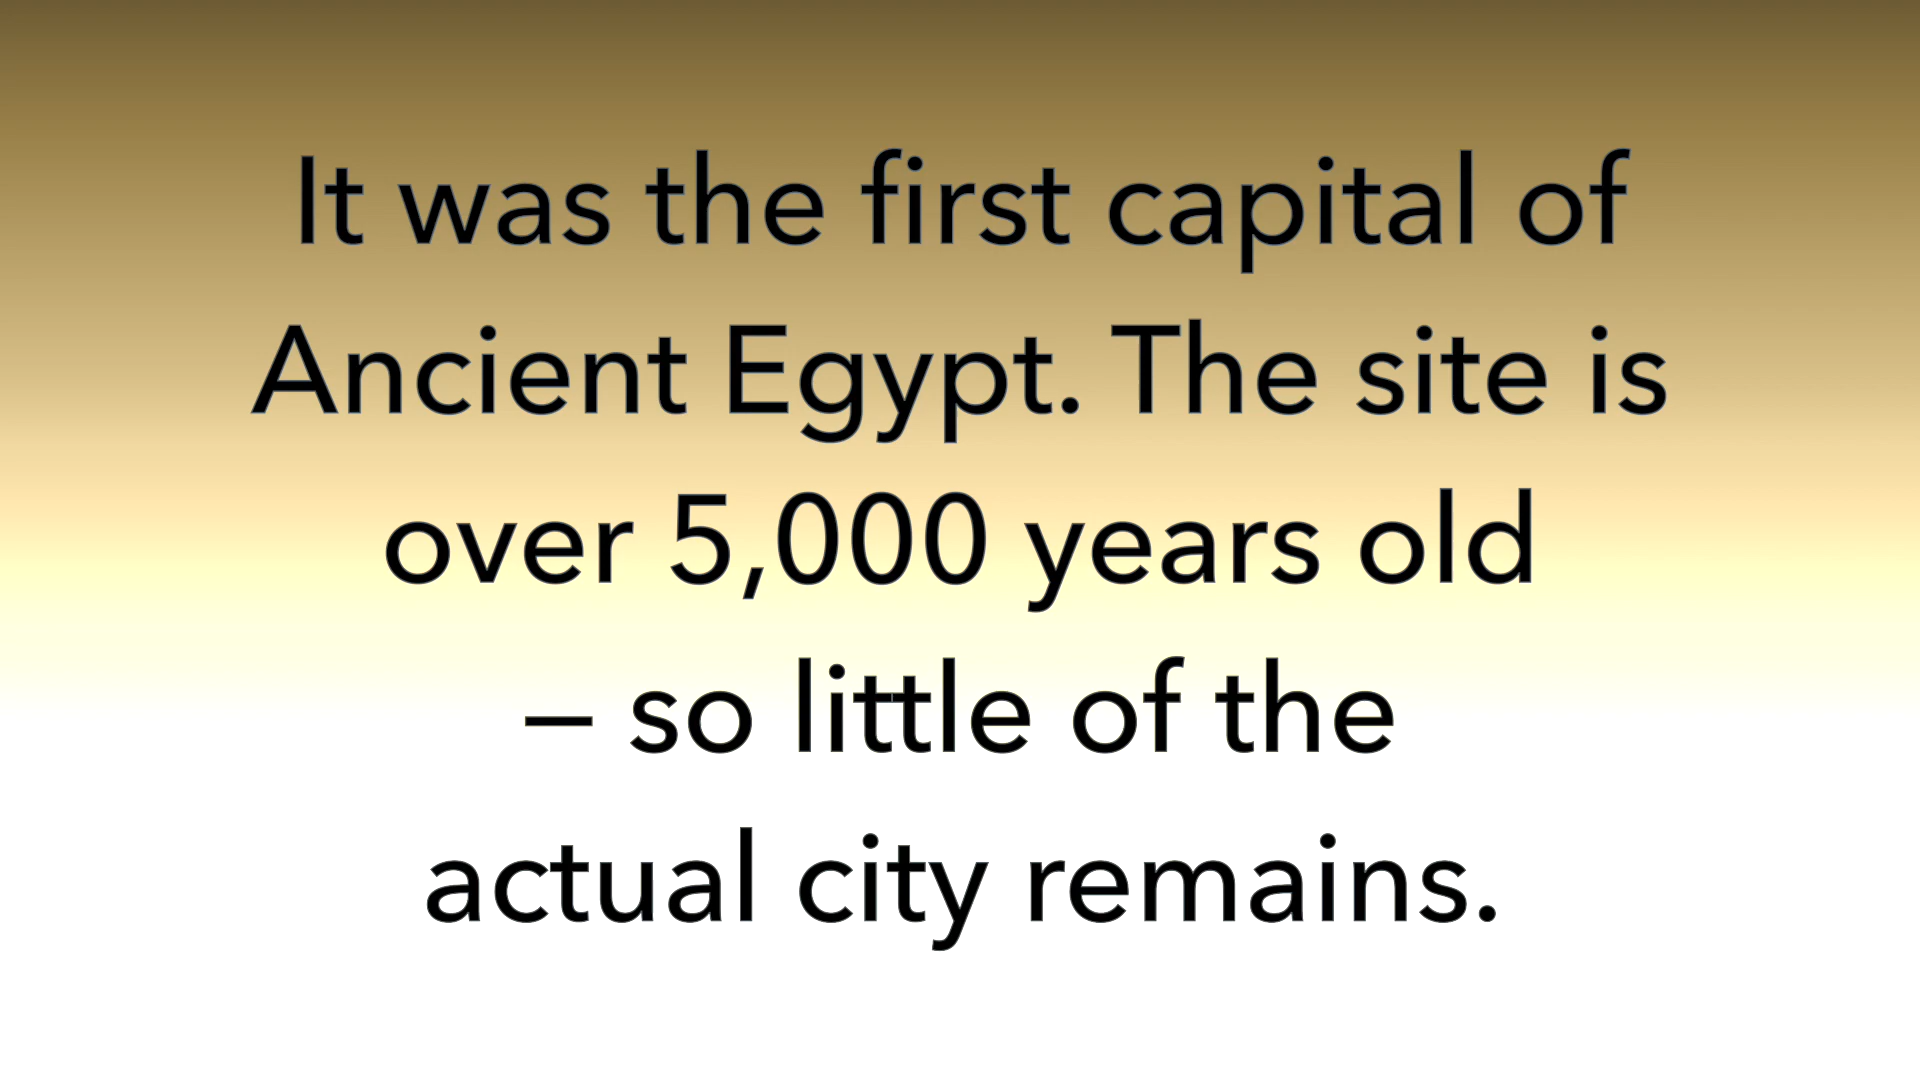 It was the first capital of
Ancient Egypt. The site is
over 5,000 years old
– so little of the
actual city remains.